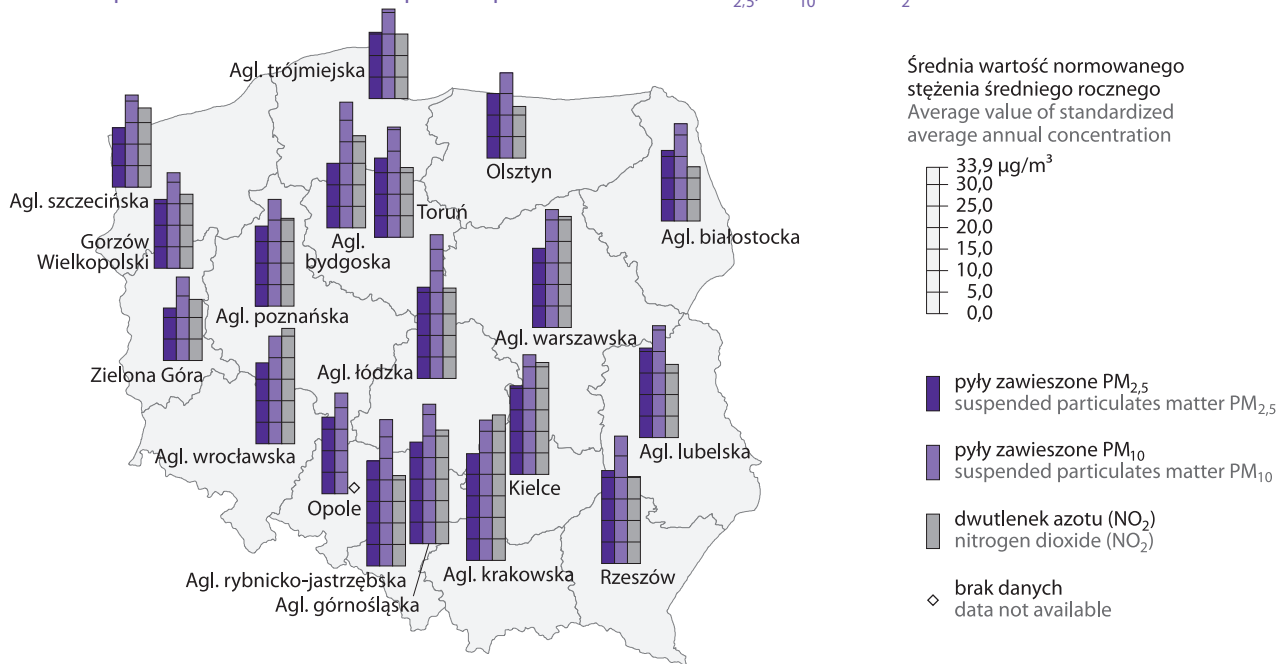 2,5, 10 2
Agl. trójmiejska
Olsztyn
Agl. szczecińska
Toruń
Agl. białostocka
Gorzów
Wielkopolski
Agl.
bydgoska
Agl. poznańska
Agl. warszawska
Zielona Góra
Agl. łódzka
Agl. wrocławska
Agl. lubelska
Kielce
Opole
Agl. rybnicko-jastrzębska
Agl. krakowska
Rzeszów
Agl. górnośląska
Średnia wartość normowanego
stężenia średniego rocznego
Average value of standardized
average annual concentration
33,9 µg/m³
30,0
25,0
20,0
15,0
10,0
5,0
0,0
pyły zawieszone PM2,5
suspended particulates matter PM2,5
pyły zawieszone PM10
suspended particulates matter PM10
dwutlenek azotu (NO2)
nitrogen dioxide (NO2)
brak danych
data not available